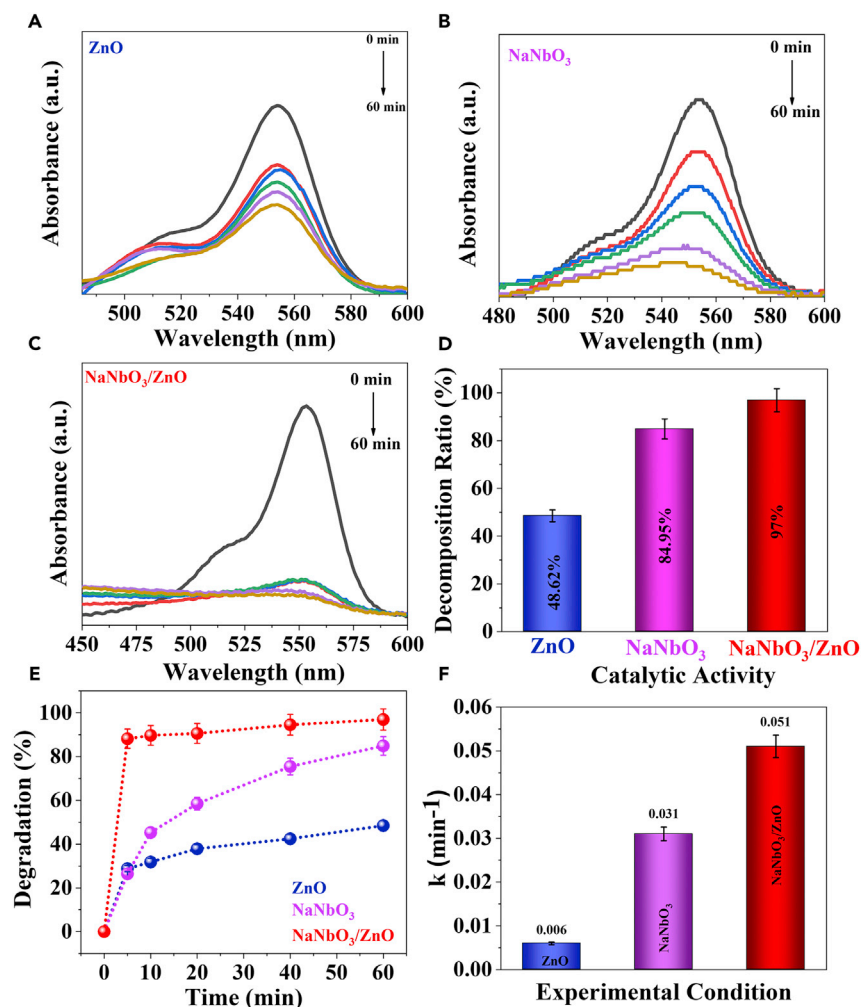 A
ZnO
0 min
60 min
Absorbance (a.u.)
500 520 540 560 580 600
Wavelength (nm)
B
NaNbO₃
0 min
60 min
Absorbance (a.u.)
480 500 520 540 560 580 600
Wavelength (nm)
C
NaNbO₃/ZnO
0 min
60 min
Absorbance (a.u.)
450 475 500 525 550 575 600
Wavelength (nm)
D
Decomposition Ratio (%)
100
80
60
40
20
0
48.62%
84.95%
97%
ZnO NaNbO₃ NaNbO₃/ZnO
Catalytic Activity
E
Degradation (%)
100
80
60
40
20
0
ZnO
NaNbO₃
NaNbO₃/ZnO
0 10 20 30 40 50 60
Time (min)
F
k (min⁻¹)
0.06
0.05
0.04
0.03
0.02
0.01
0.00
0.006
ZnO
0.031
NaNbO₃
0.051
NaNbO₃/ZnO
Experimental Condition